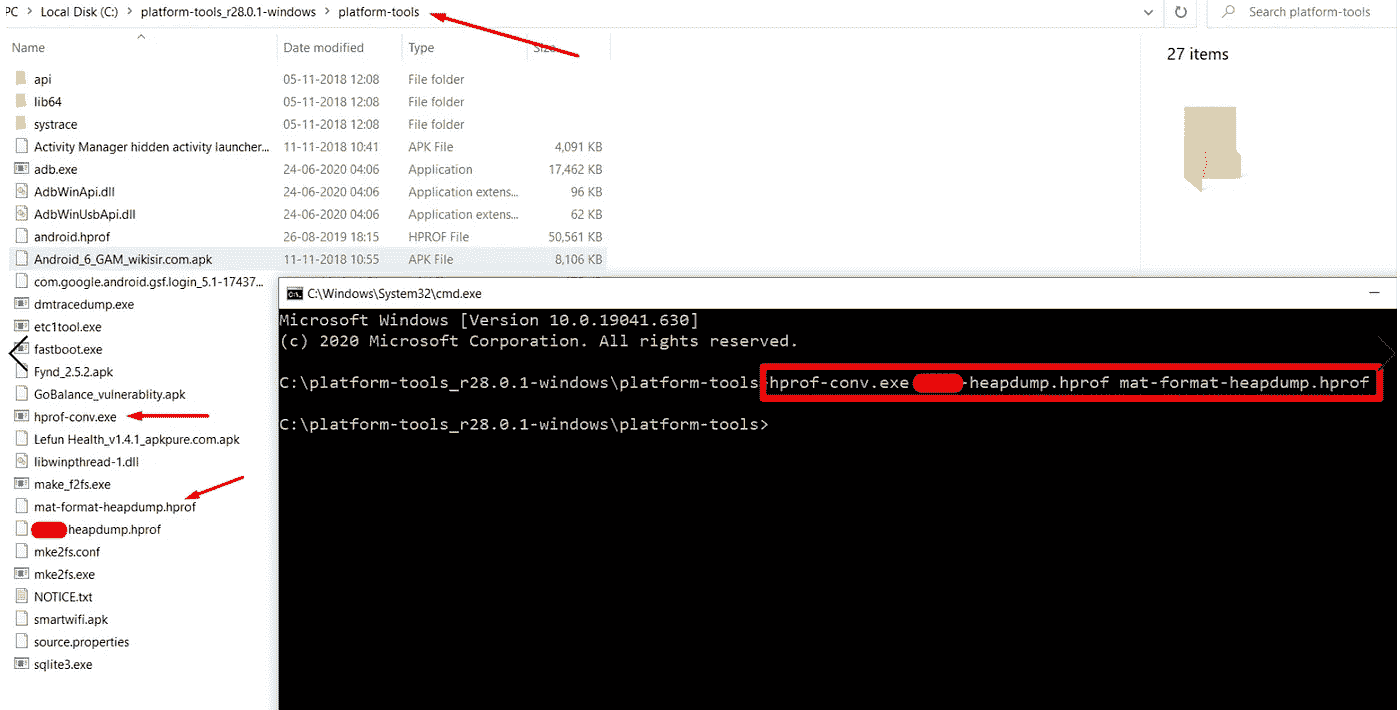 PC > Local Disk (C:) > platform-tools_r28.0.1-windows > platform-tools
Search platform-tools
Name Date modified Type Size
27 items
api 05-11-2018 12:08 File folder
lib64 05-11-2018 12:08 File folder
systrace 05-11-2018 12:08 File folder
Activity Manager hidden activity launcher... 11-11-2018 10:41 APK File 4,091 KB
adb.exe 24-06-2020 04:06 Application 17,462 KB
AdbWinApi.dll 24-06-2020 04:06 Application extens... 96 KB
AdbWinUsbApi.dll 24-06-2020 04:06 Application extens... 62 KB
android.hprof 26-08-2019 18:15 HPROF File 50,561 KB
Android_6_GAM_wikisir.com.apk 11-11-2018 10:55 APK File 8,106 KB
com.google.android.gsf.login_5.1-17437...
dmtracedump.exe
etc1tool.exe
fastboot.exe
Fynd_2.5.2.apk
GoBalance_vulnerablity.apk
hprof-conv.exe
Lefun Health_v1.4.1_apkpure.com.apk
libwinpthread-1.dll
make_f2fs.exe
mat-format-heapdump.hprof
heapdump.hprof
mke2fs.conf
mke2fs.exe
NOTICE.txt
smartwifi.apk
source.properties
sqlite3.exe
C:\Windows\System32\cmd.exe
Microsoft Windows [Version 10.0.19041.630]
(c) 2020 Microsoft Corporation. All rights reserved.
C:\platform-tools_r28.0.1-windows\platform-tools>hprof-conv.exe -heapdump.hprof mat-format-heapdump.hprof
C:\platform-tools_r28.0.1-windows\platform-tools>